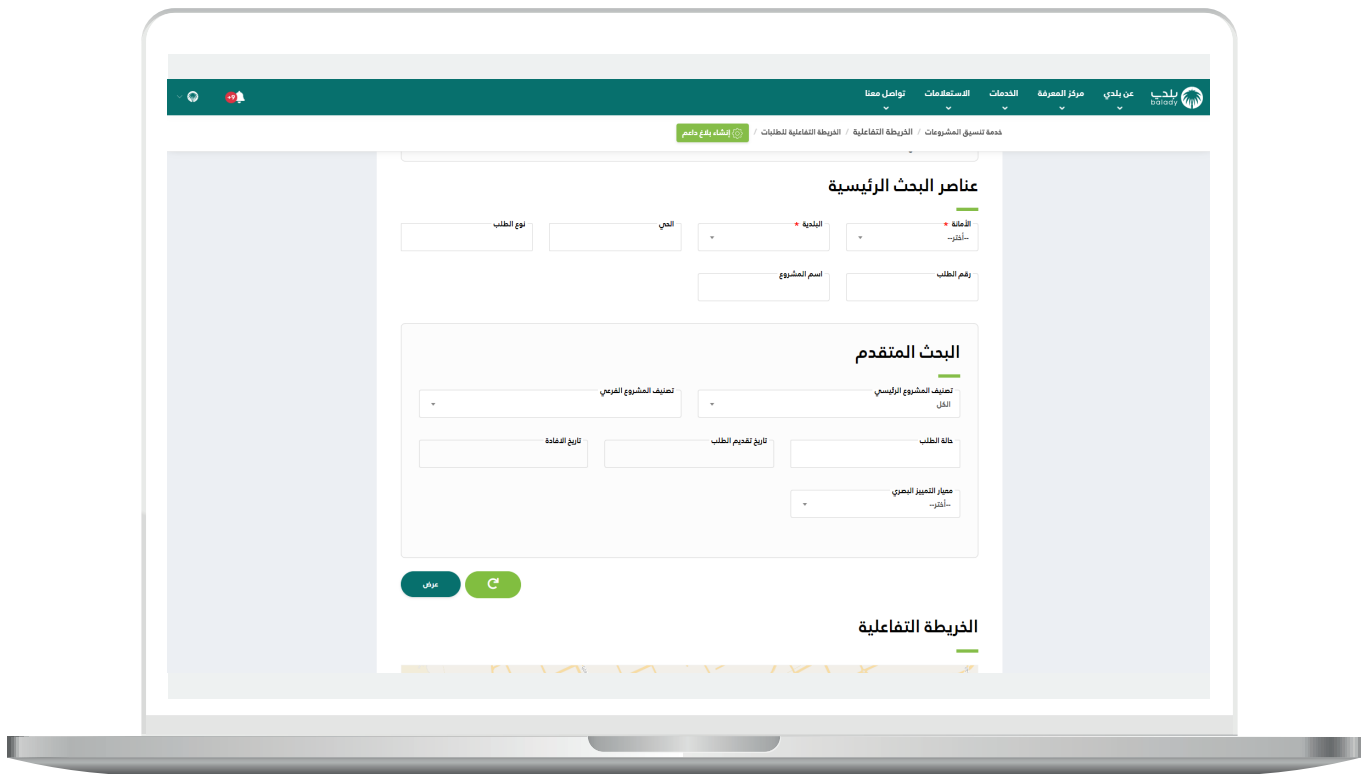 بلدي
balady
عن بلدي
مركز المعرفة
الخدمات
الاستعلامات
تواصل معنا
+9
خدمة تنسيق المشروعات / الخريطة التفاعلية / الخريطة التفاعلية للطلبات / إنشاء بلاغ داعم
عناصر البحث الرئيسية
الأمانة *
--أختر--
البلدية *
الحي
نوع الطلب
رقم الطلب
اسم المشروع
البحث المتقدم
تصنيف المشروع الرئيسي
الكل
تصنيف المشروع الفرعي
حالة الطلب
تاريخ تقديم الطلب
تاريخ الافادة
معيار التمييز البصري
--أختر--
عرض
الخريطة التفاعلية